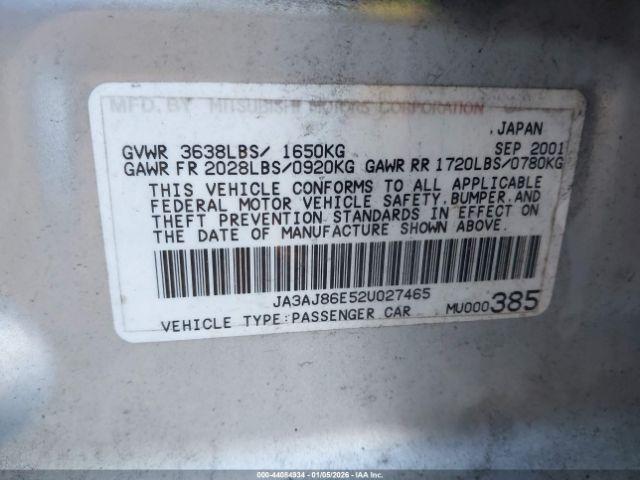 MFD. BY MITSUBISHI MOTORS CORPORATION
JAPAN
GVWR 3638LBS/ 1650KG SEP 2001
GAWR FR 2028LBS/0920KG GAWR RR 1720LBS/0780KG
THIS VEHICLE CONFORMS TO ALL APPLICABLE
FEDERAL MOTOR VEHICLE SAFETY, BUMPER, AND
THEFT PREVENTION STANDARDS IN EFFECT ON
THE DATE OF MANUFACTURE SHOWN ABOVE.
JA3AJ86E52U027465
VEHICLE TYPE:PASSENGER CAR MU000385
000-44084934 | 01/05/2026 | IAA Inc.